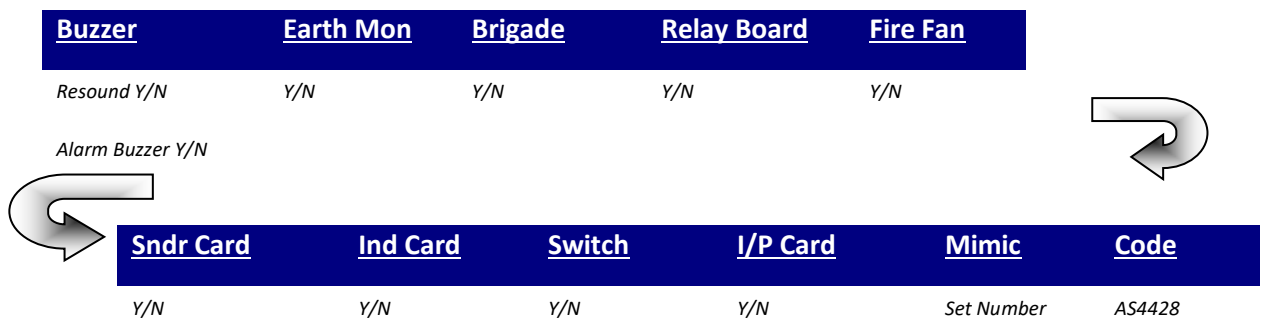 Buzzer Earth Mon Brigade Relay Board Fire Fan
Resound Y/N Y/N Y/N Y/N Y/N
Alarm Buzzer Y/N
Sndr Card Ind Card Switch I/P Card Mimic Code
Y/N Y/N Y/N Y/N Set Number AS4428